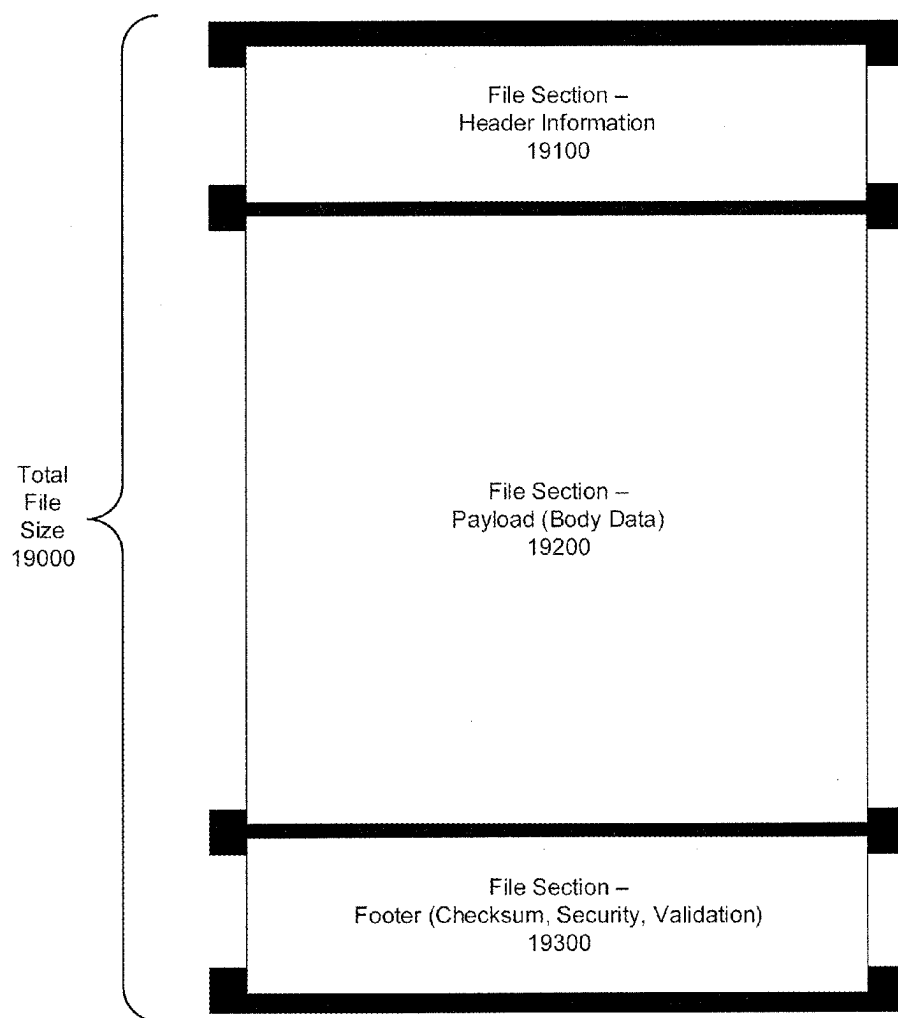 File Section –
Header Information
19100
Total
File
Size
19000
File Section –
Payload (Body Data)
19200
File Section –
Footer (Checksum, Security, Validation)
19300